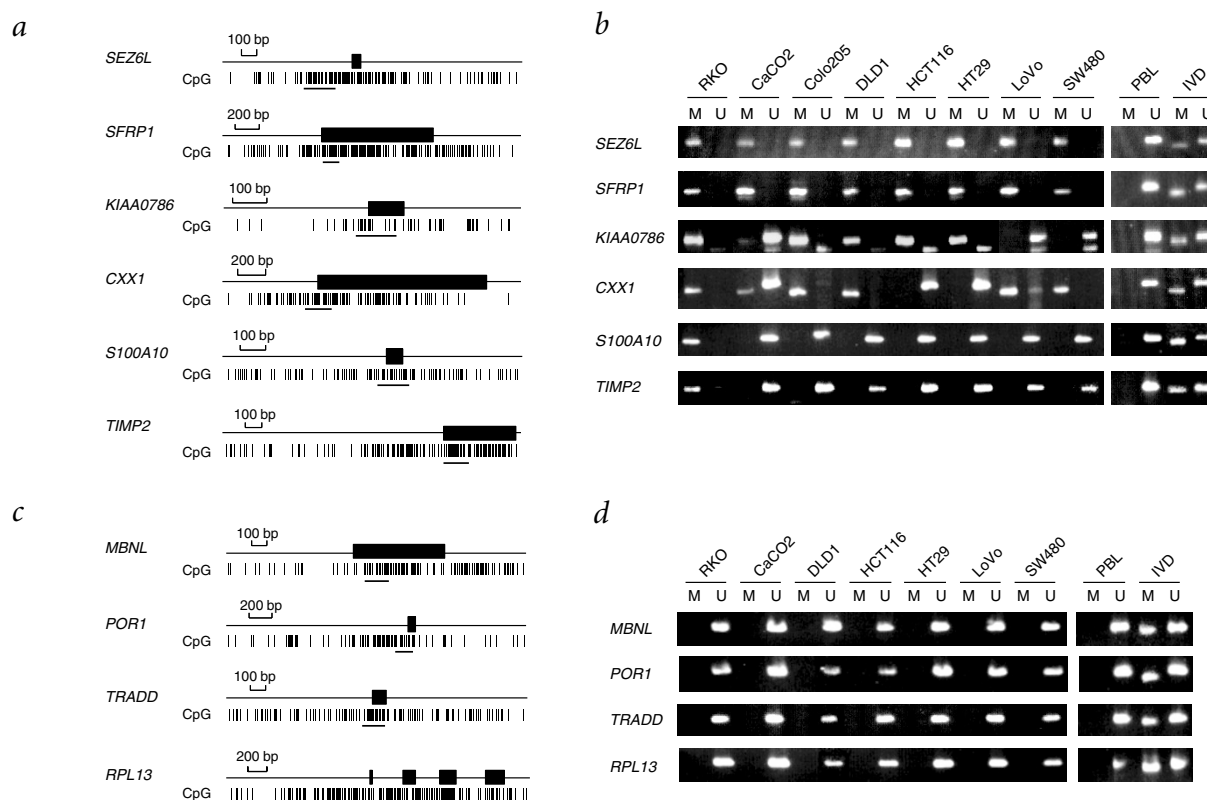 a
100 bp
SEZ6L
CpG
200 bp
SFRP1
CpG
100 bp
KIAA0786
CpG
200 bp
CXX1
CpG
100 bp
S100A10
CpG
100 bp
TIMP2
CpG
b
RKO CaCO2 Colo205 DLD1 HCT116 HT29 LoVo SW480 PBL IVD
M U M U M U M U M U M U M U M U M U M U
SEZ6L
SFRP1
KIAA0786
CXX1
S100A10
TIMP2
c
100 bp
MBNL
CpG
200 bp
POR1
CpG
100 bp
TRADD
CpG
200 bp
RPL13
CpG
d
RKO CaCO2 DLD1 HCT116 HT29 LoVo SW480 PBL IVD
M U M U M U M U M U M U M U M U M U
MBNL
POR1
TRADD
RPL13